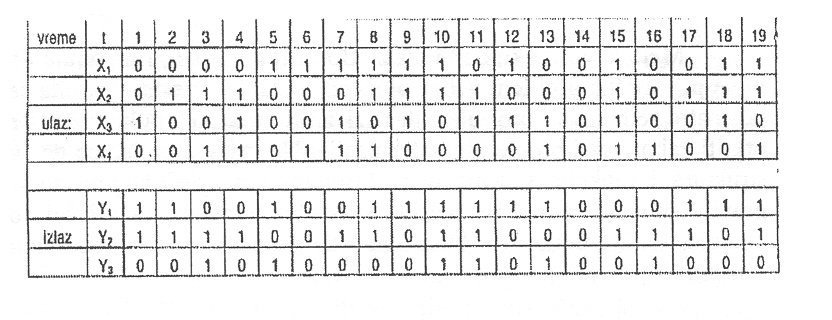 vreme t 1 2 3 4 5 6 7 8 9 10 11 12 13 14 15 16 17 18 19
X₁ 0 0 0 0 1 1 1 1 1 1 0 1 0 0 1 0 0 1 1
X₂ 0 1 1 1 0 0 0 1 1 1 1 0 0 0 1 0 1 1 1
ulaz: X₃ 1 0 0 1 0 0 1 0 1 0 1 1 1 0 1 0 0 1 0
X₄ 0 0 1 1 0 1 1 1 0 0 0 0 1 0 1 1 0 0 1
Y₁ 1 1 0 0 1 0 0 1 1 1 1 1 1 0 0 0 1 1 1
izlaz Y₂ 1 1 1 1 0 0 1 1 0 1 1 0 0 0 1 1 1 0 1
Y₃ 0 0 1 0 1 0 0 0 0 1 1 0 1 0 0 1 0 0 0